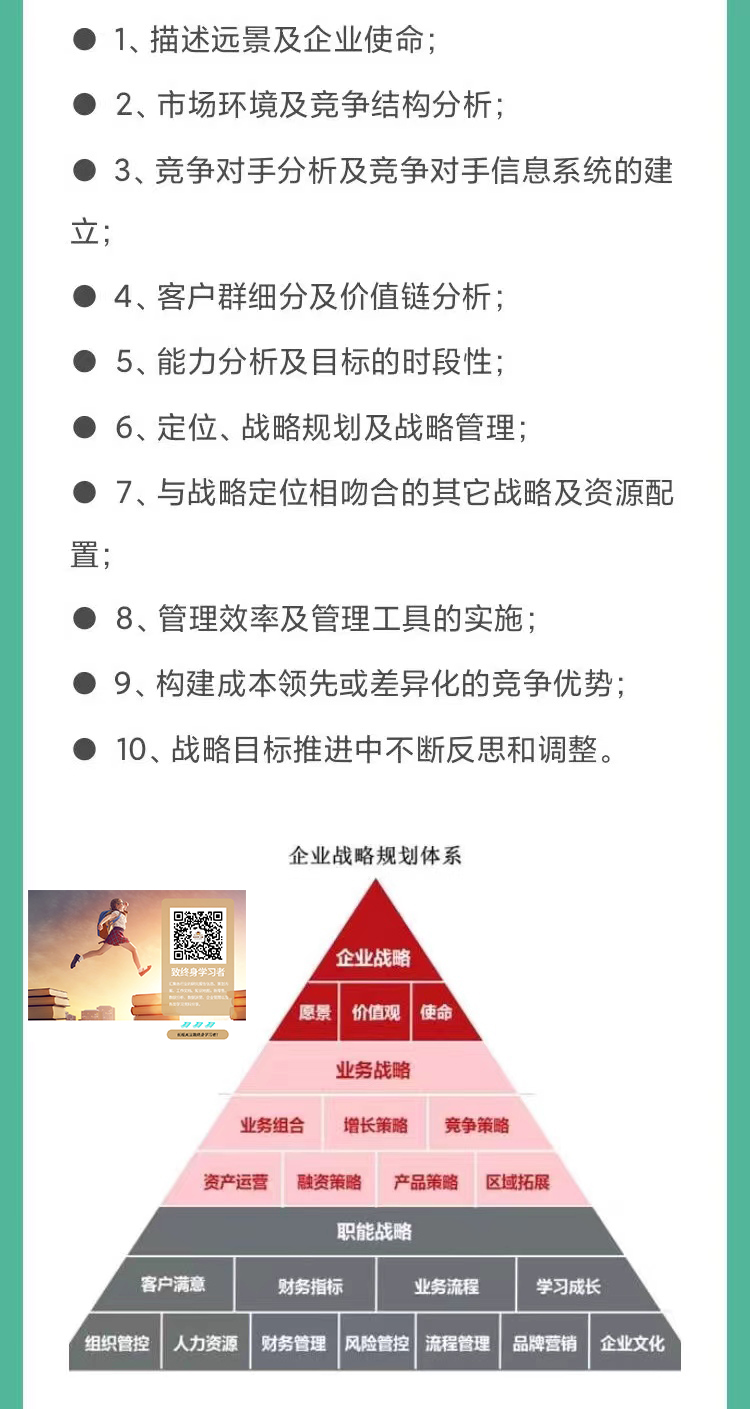 ● 1、描述远景及企业使命；
● 2、市场环境及竞争结构分析；
● 3、竞争对手分析及竞争对手信息系统的建
立；
● 4、客户群细分及价值链分析；
● 5、能力分析及目标的时段性；
● 6、定位、战略规划及战略管理；
● 7、与战略定位相吻合的其它战略及资源配
置；
● 8、管理效率及管理工具的实施；
● 9、构建成本领先或差异化的竞争优势；
● 10、战略目标推进中不断反思和调整。
企业战略规划体系
企业战略
愿景 价值观 使命
致终身学习者
业务战略
业务组合 增长策略 竞争策略
资产运营 融资策略 产品策略 区域拓展
职能战略
客户满意 财务指标 业务流程 学习成长
组织管控 人力资源 财务管理 风险管控 流程管理 品牌营销 企业文化